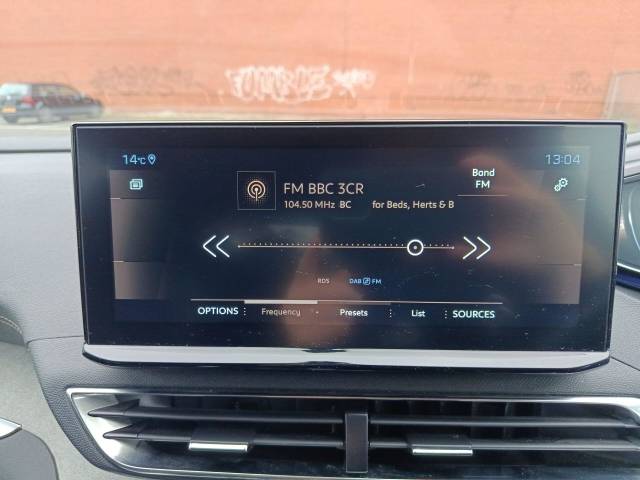 14°C
13:04
FM BBC 3CR
Band
FM
104.50 MHz BC for Beds, Herts & B
RDS DAB FM
OPTIONS Frequency Presets List SOURCES